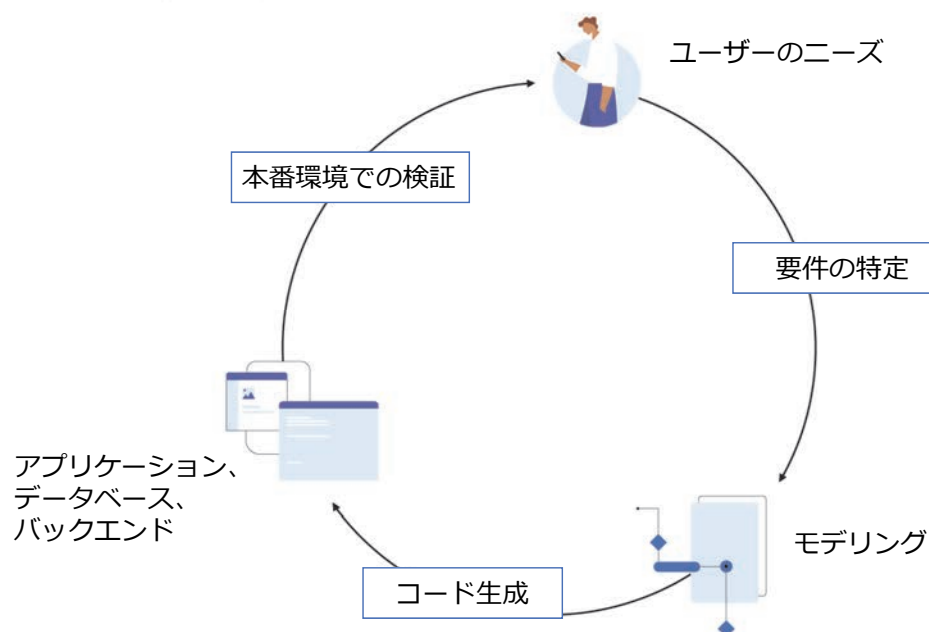 ユーザーのニーズ
本番環境での検証
要件の特定
アプリケーション、
データベース、
バックエンド
モデリング
コード生成